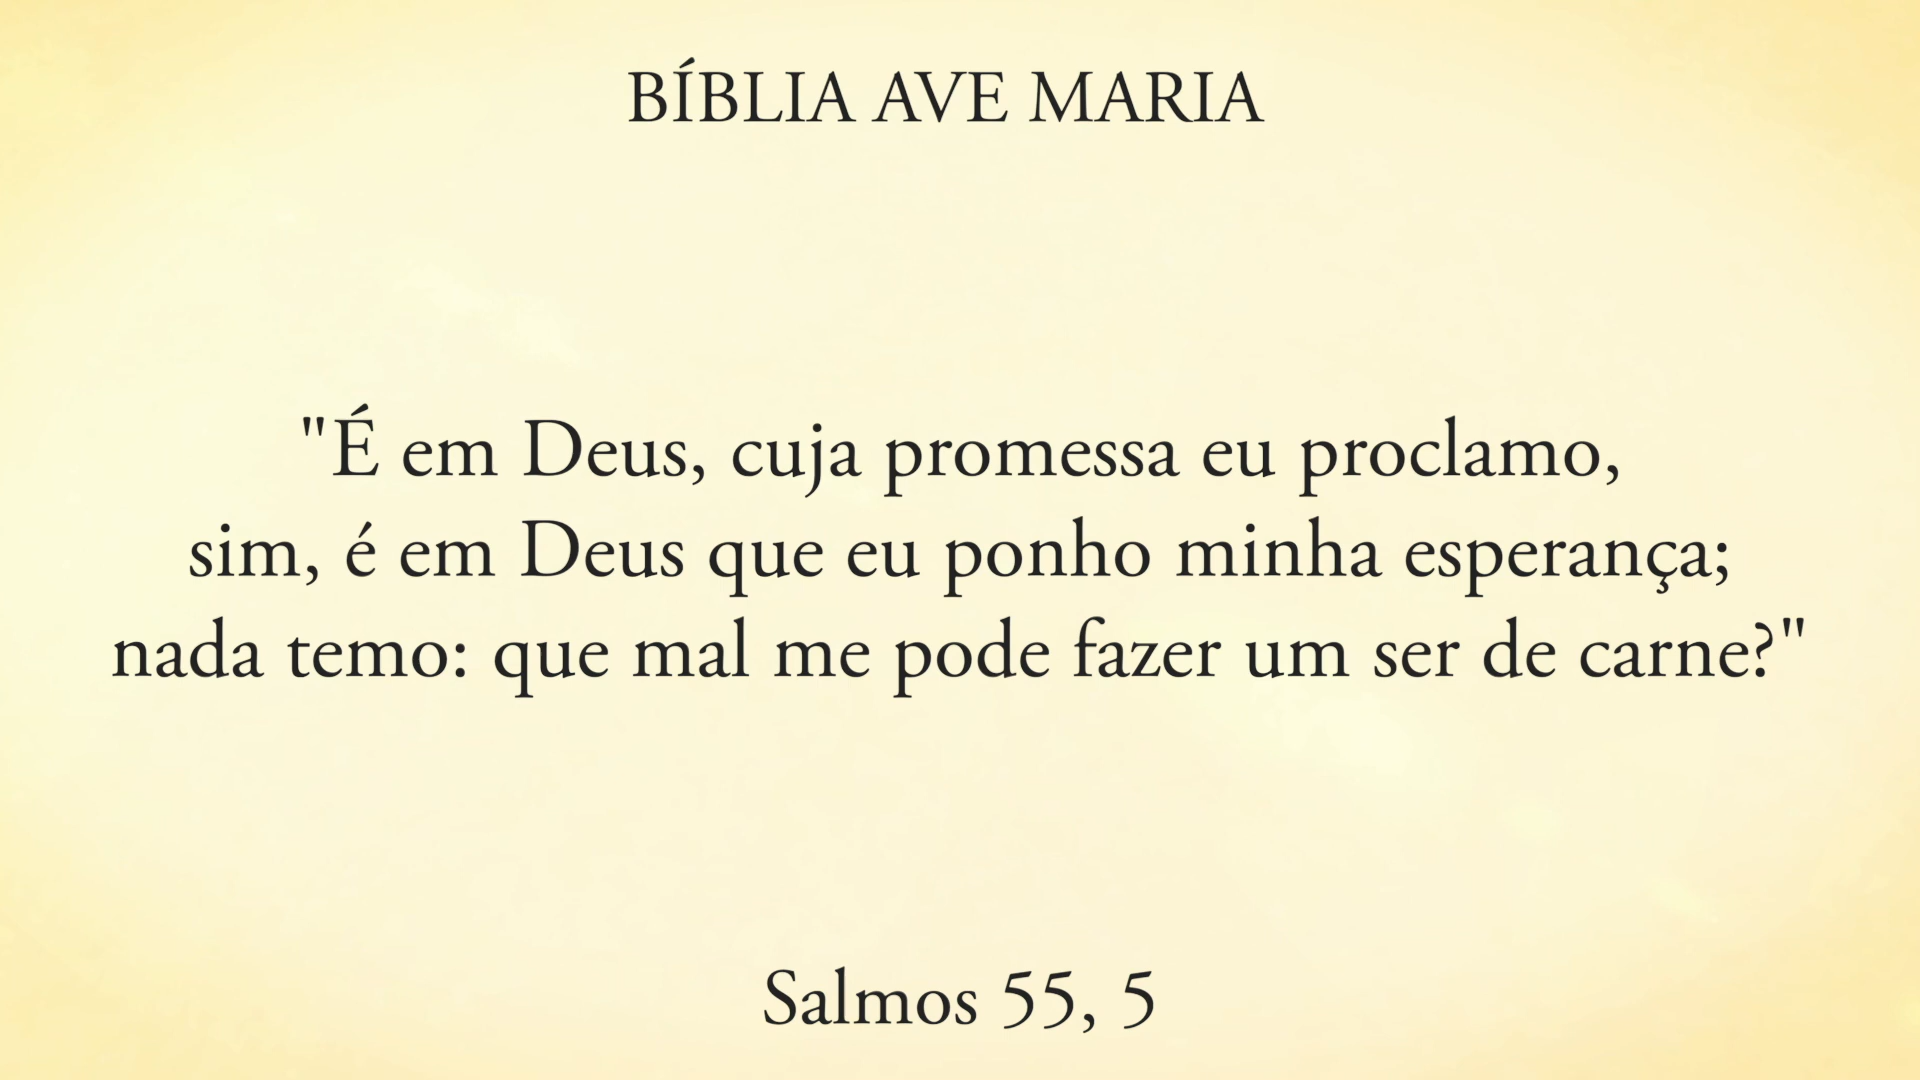 BÍBLIA AVE MARIA
"É em Deus, cuja promessa eu proclamo,
sim, é em Deus que eu ponho minha esperança;
nada temo: que mal me pode fazer um ser de carne?"
Salmos 55, 5